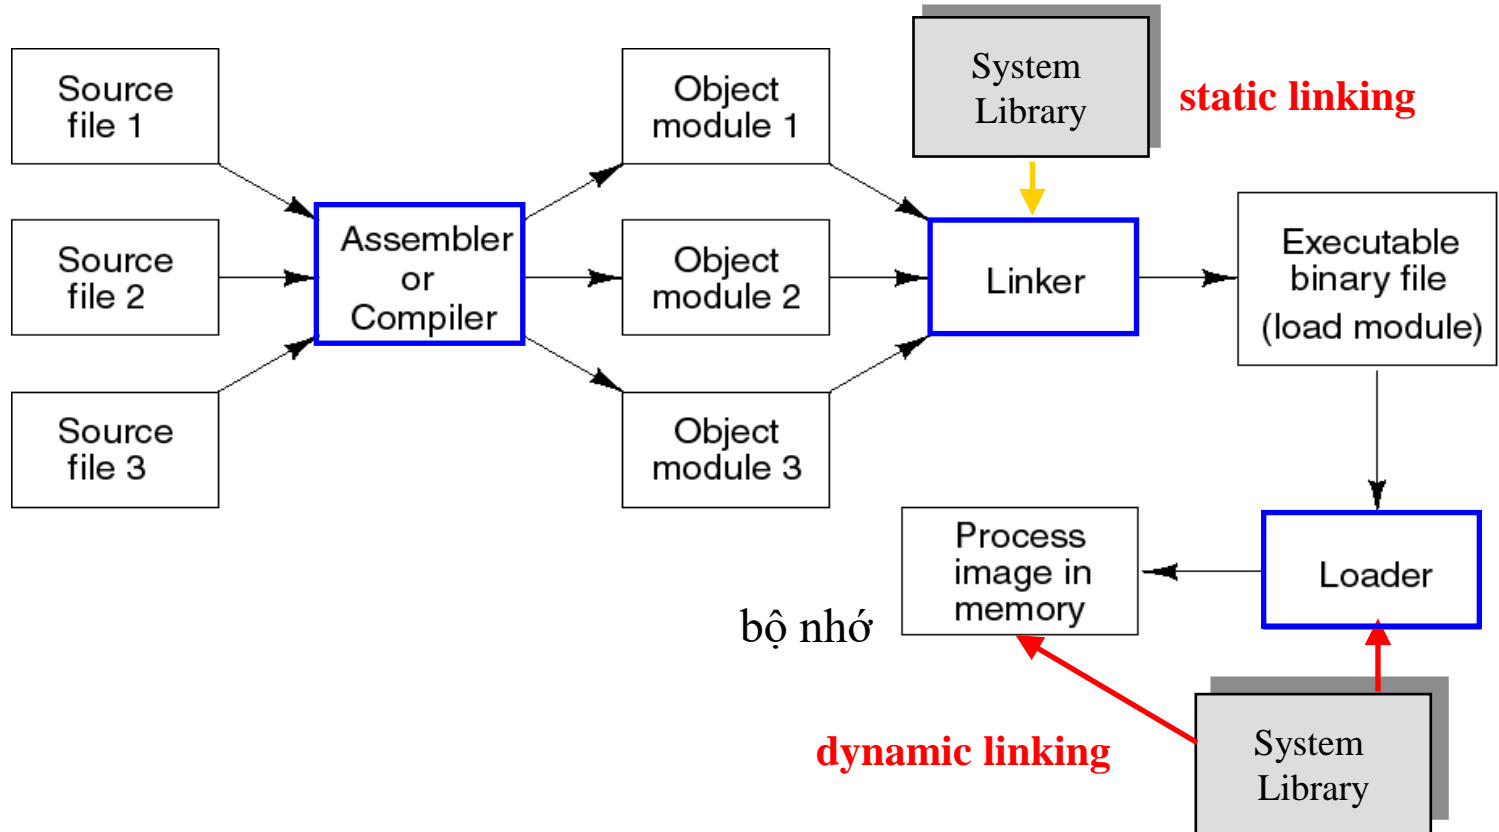 Source
file 1
Object
module 1
System
Library
static linking
Source
file 2
Assembler
or
Compiler
Object
module 2
Linker
Executable
binary file
(load module)
Source
file 3
Object
module 3
Process
image in
memory
Loader
bộ nhớ
dynamic linking
System
Library